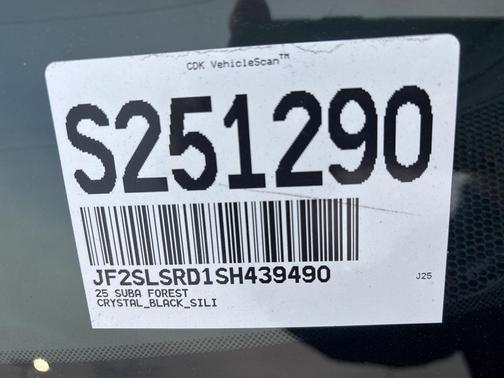 CDK VehicleScan™
S251290
JF2SLSRD1SH439490
J25
25 SUBA FOREST
CRYSTAL_BLACK_SILI